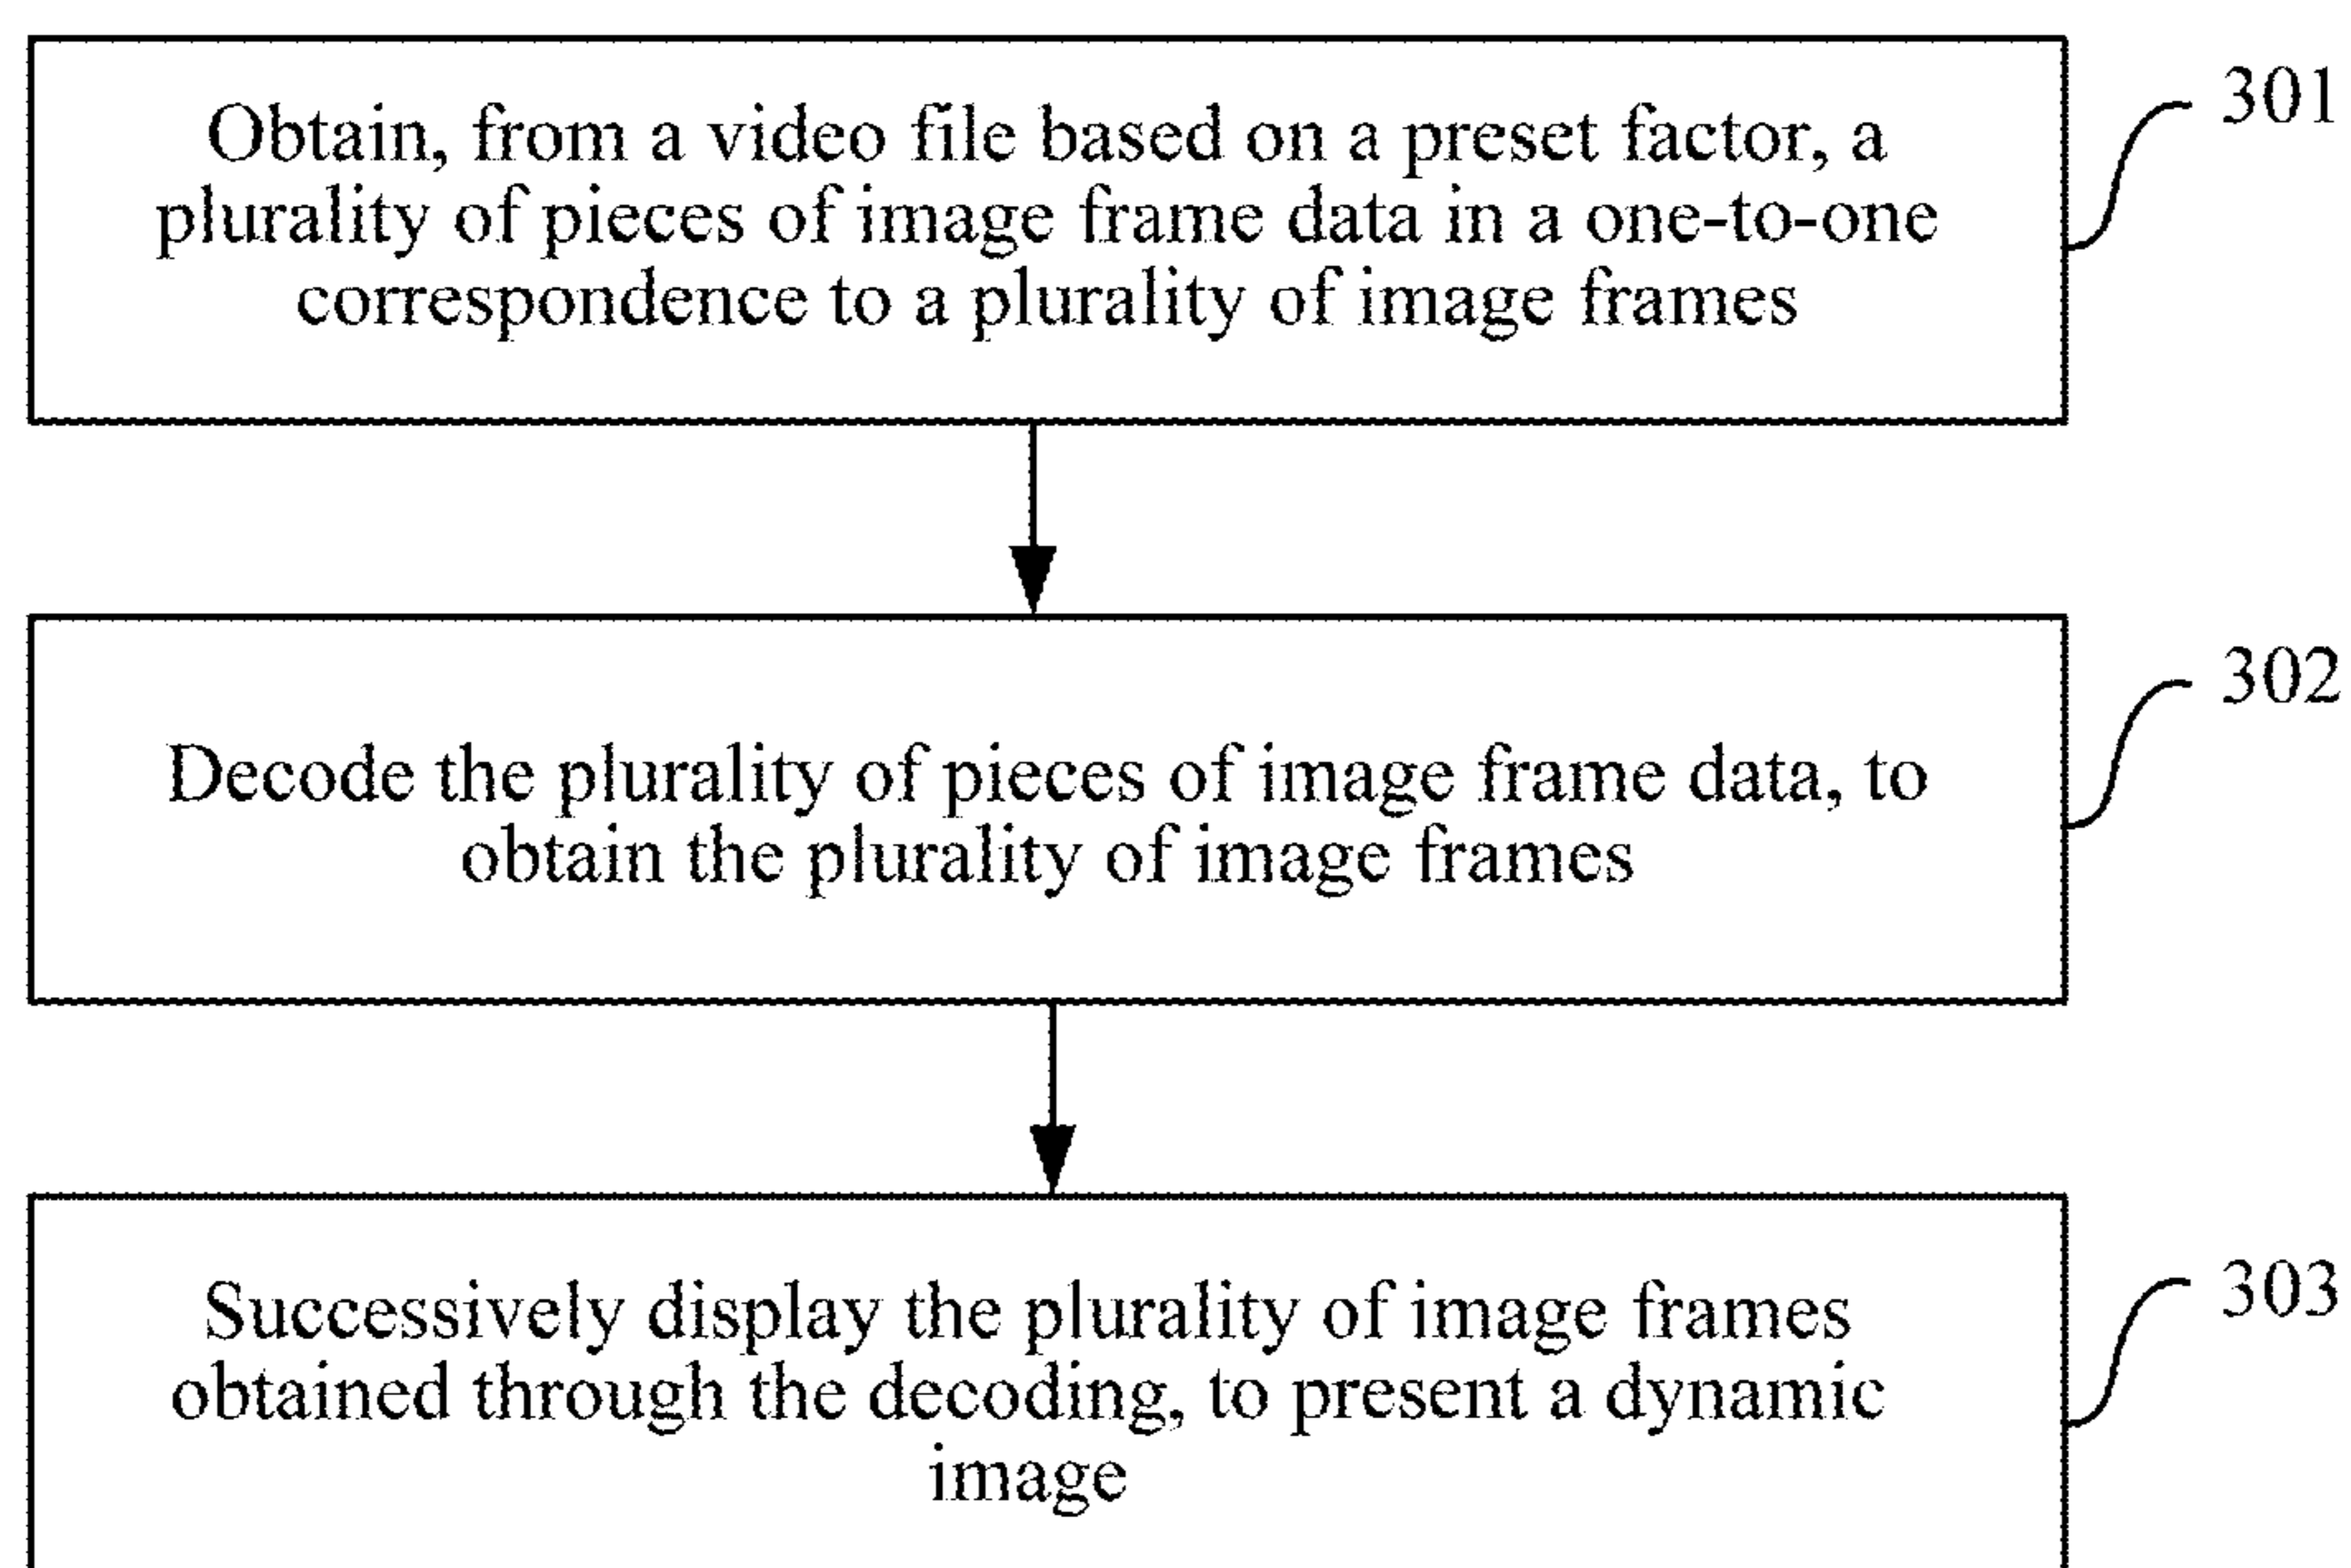 Obtain, from a video file based on a preset factor, a
plurality of pieces of image frame data in a one-to-one
correspondence to a plurality of image frames
301
Decode the plurality of pieces of image frame data, to
obtain the plurality of image frames
302
Successively display the plurality of image frames
obtained through the decoding, to present a dynamic
image
303